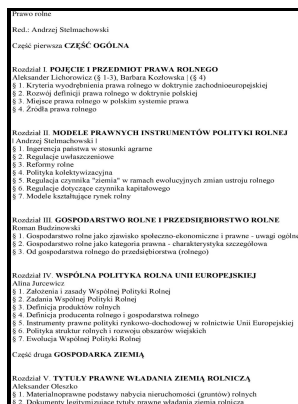 Prawo rolne
Red.: Andrzej Stelmachowski
Część pierwsza CZĘŚĆ OGÓLNA
Rozdział I. POJĘCIE I PRZEDMIOT PRAWA ROLNEGO
Aleksander Lichorowicz (§ 1-3), Barbara Kozłowska | (§ 4)
§ 1. Kryteria wyodrębnienia prawa rolnego w doktrynie zachodnioeuropejskiej
§ 2. Rozwój definicji prawa rolnego w doktrynie polskiej
§ 3. Miejsce prawa rolnego w polskim systemie prawa
§ 4. Źródła prawa rolnego
Rozdział II. MODELE PRAWNYCH INSTRUMENTÓW POLITYKI ROLNEJ
| Andrzej Stelmachowski |
§ 1. Ingerencja państwa w stosunki agrarne
§ 2. Regulacje uwłaszczeniowe
§ 3. Reformy rolne
§ 4. Polityka kolektywizacyjna
§ 5. Regulacja czynnika "ziemia" w ramach ewolucyjnych zmian ustroju rolnego
§ 6. Regulacje dotyczące czynnika kapitałowego
§ 7. Modele kształtujące rynek rolny
Rozdział III. GOSPODARSTWO ROLNE I PRZEDSIĘBIORSTWO ROLNE
Roman Budzinowski
§ 1. Gospodarstwo rolne jako zjawisko społeczno-ekonomiczne i prawne - uwagi ogólne
§ 2. Gospodarstwo rolne jako kategoria prawna - charakterystyka szczegółowa
§ 3. Od gospodarstwa rolnego do przedsiębiorstwa (rolnego)
Rozdział IV. WSPÓLNA POLITYKA ROLNA UNII EUROPEJSKIEJ
Alina Jurcewicz
§ 1. Założenia i zasady Wspólnej Polityki Rolnej
§ 2. Zadania Wspólnej Polityki Rolnej
§ 3. Definicja produktów rolnych
§ 4. Definicja producenta rolnego i gospodarstwa rolnego
§ 5. Instrumenty prawne polityki rynkowo-dochodowej w rolnictwie Unii Europejskiej
§ 6. Polityka struktur rolnych i rozwoju obszarów wiejskich
§ 7. Ewolucja Wspólnej Polityki Rolnej
Część druga GOSPODARKA ZIEMIĄ
Rozdział V. TYTUŁY PRAWNE WŁADANIA ZIEMIĄ ROLNICZĄ
Aleksander Oleszko
§ 1. Materialnoprawne podstawy nabycia nieruchomości (gruntów) rolnych
§ 2. Dokumenty legitymizujące tytuły prawne władania ziemią rolniczą